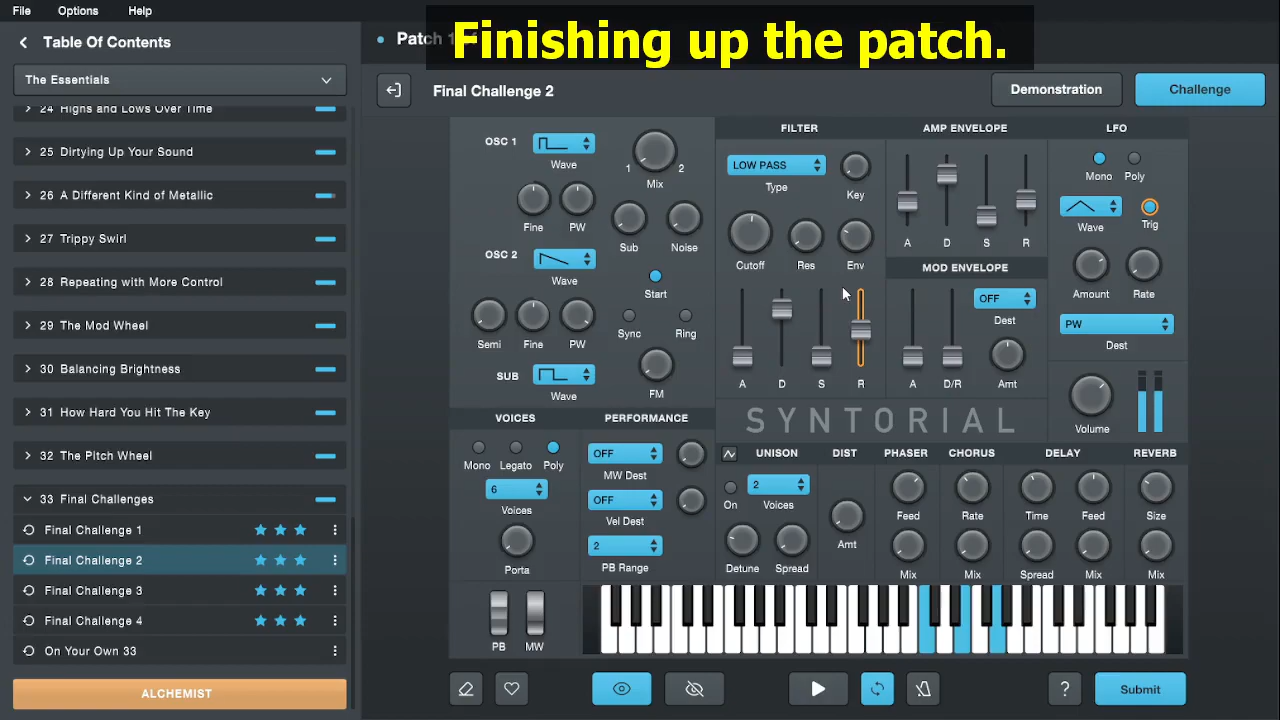 File Options Help
Finishing up the patch.
Table Of Contents
Patch 1
The Essentials
Final Challenge 2
Demonstration
Challenge
24 Highs and Lows Over Time
25 Dirtying Up Your Sound
26 A Different Kind of Metallic
27 Trippy Swirl
28 Repeating with More Control
29 The Mod Wheel
30 Balancing Brightness
31 How Hard You Hit The Key
32 The Pitch Wheel
33 Final Challenges
Final Challenge 1
Final Challenge 2
Final Challenge 3
Final Challenge 4
On Your Own 33
ALCHEMIST
OSC 1
Wave
1 2
Mix
Fine PW
Sub Noise
OSC 2
Wave
Start
Semi Fine PW
Sync Ring
SUB
Wave
FM
FILTER
LOW PASS
Type
Key
Cutoff Res Env
A D S R
AMP ENVELOPE
A D S R
MOD ENVELOPE
OFF
Dest
A D/R Amt
LFO
Mono Poly
Wave Trig
Amount Rate
PW
Dest
Volume
SYNTORIAL
VOICES
Mono Legato Poly
6
Voices
Porta
PERFORMANCE
OFF
MW Dest
OFF
Vel Dest
2
PB Range
UNISON
2
On Voices
Detune Spread
DIST
Amt
PHASER
Feed
Mix
CHORUS
Rate
Mix
DELAY
Time Feed
Spread Mix
REVERB
Size
Mix
PB MW
?
Submit